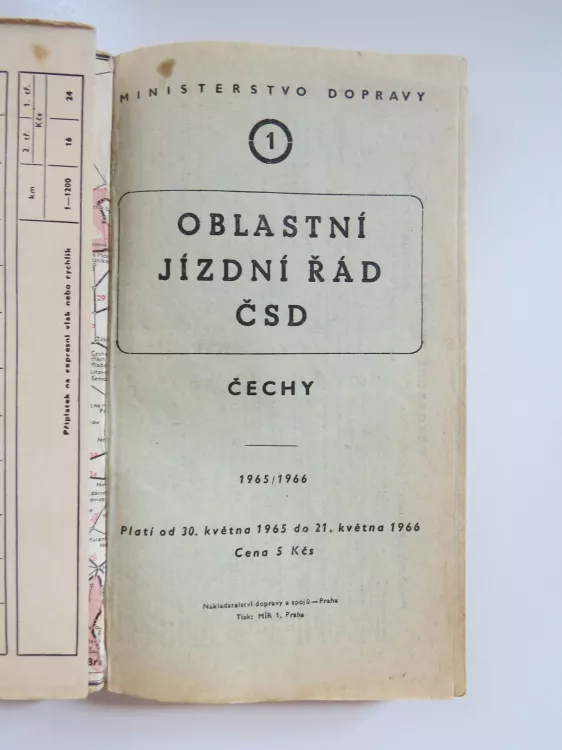 MINISTERSTVO DOPRAVY
1
OBLASTNÍ
JÍZDNÍ ŘÁD
ČSD
ČECHY
1965/1966
Platí od 30. května 1965 do 21. května 1966
Cena 5 Kčs
Nakladatelství dopravy a spojů—Praha
Tisk: MÍR 1, Praha
km
2. tř.
1. tř.
Kčs
1—1200
16
24
Příplatek na expresní vlak nebo rychlík
29